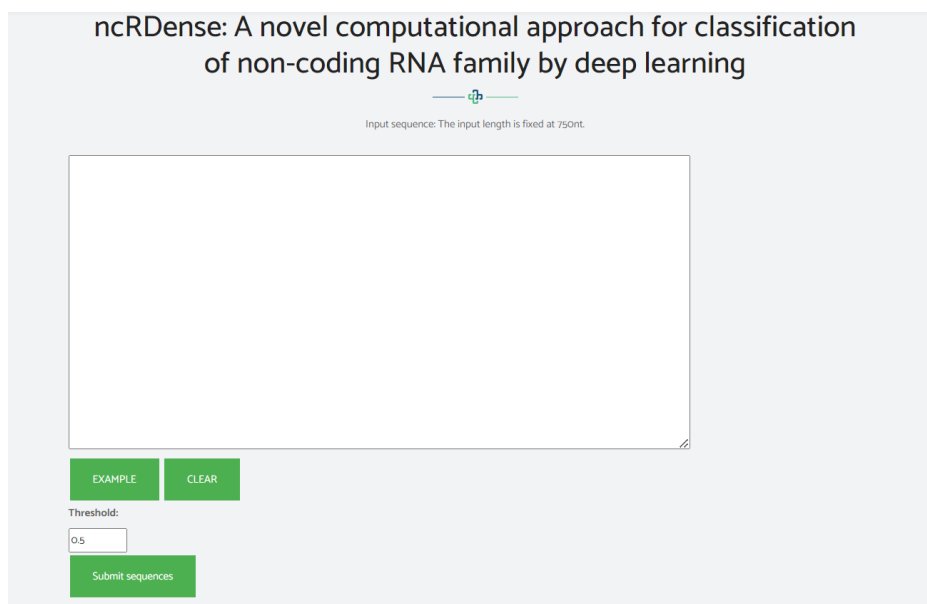 ncRDense: A novel computational approach for classification
of non-coding RNA family by deep learning
Input sequence: The input length is fixed at 750nt.
EXAMPLE
CLEAR
Threshold:
0.5
Submit sequences